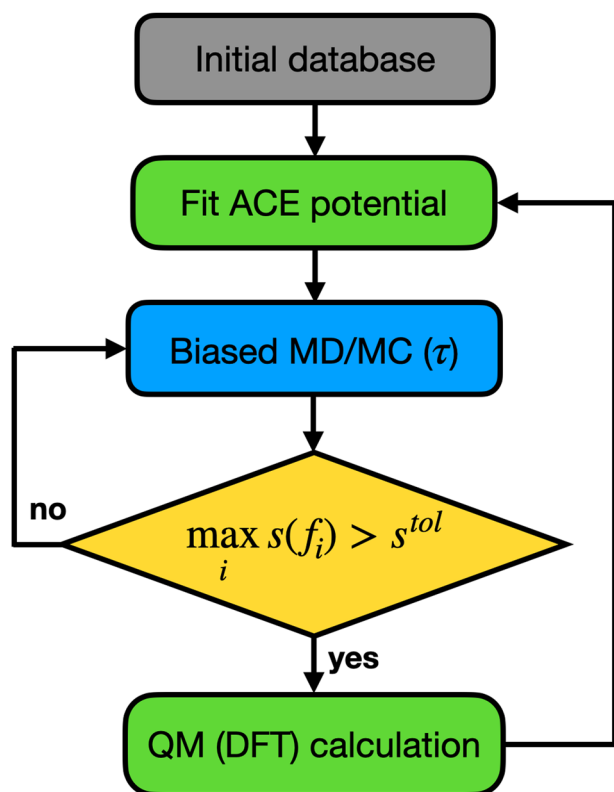 Initial database
Fit ACE potential
Biased MD/MC (τ)
no
max s(f_i) > s^{tol}
i
yes
QM (DFT) calculation